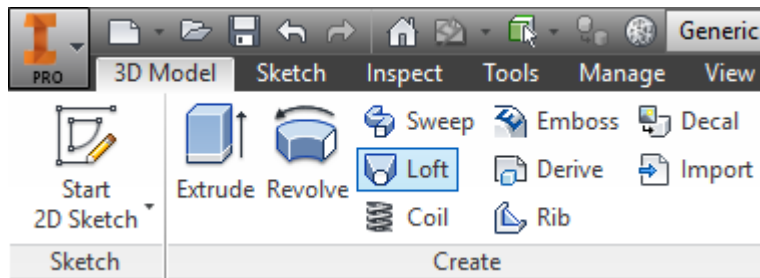 Generic
PRO 3D Model Sketch Inspect Tools Manage View
Sweep Emboss Decal
Loft Derive Import
Start Extrude Revolve
2D Sketch Coil Rib
Sketch Create